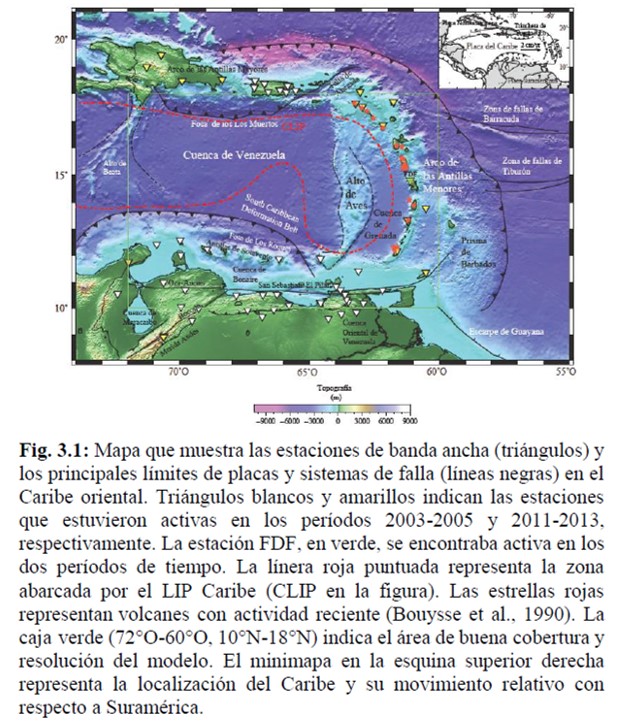 20°
15°
10°
70°O
65°O
60°O
55°O
Placa del Caribe
2 cm/yr
Arco de las Antillas Mayores
Fosa de los Muertos
CLIP
Zona de fallas de
Barracuda
Zona de fallas de
Tiburón
Cuenca de Venezuela
Alto de
Beata
Alto
de
Aves
Arco de
las Antillas
Menores
South Caribbean
Deformation Belt
Cuenca
de
Grenada
Fosa de Los Roques
Prisma
de
Barbados
Cuenca de
Bonaire
San Sebastián
El Pilar
Cuenca de
Maracaibo
Mérida Andes
Cuenca
Oriental de
Venezuela
Escarpe de Guayana
Topografía
(m)
−9000 −6000 −3000 0 3000 6000 9000
Fig. 3.1: Mapa que muestra las estaciones de banda ancha (triángulos) y
los principales límites de placas y sistemas de falla (líneas negras) en el
Caribe oriental. Triángulos blancos y amarillos indican las estaciones
que estuvieron activas en los períodos 2003-2005 y 2011-2013,
respectivamente. La estación FDF, en verde, se encontraba activa en los
dos períodos de tiempo. La línera roja puntuada representa la zona
abarcada por el LIP Caribe (CLIP en la figura). Las estrellas rojas
representan volcanes con actividad reciente (Bouysse et al., 1990). La
caja verde (72°O-60°O, 10°N-18°N) indica el área de buena cobertura y
resolución del modelo. El minimapa en la esquina superior derecha
representa la localización del Caribe y su movimiento relativo con
respecto a Suramérica.